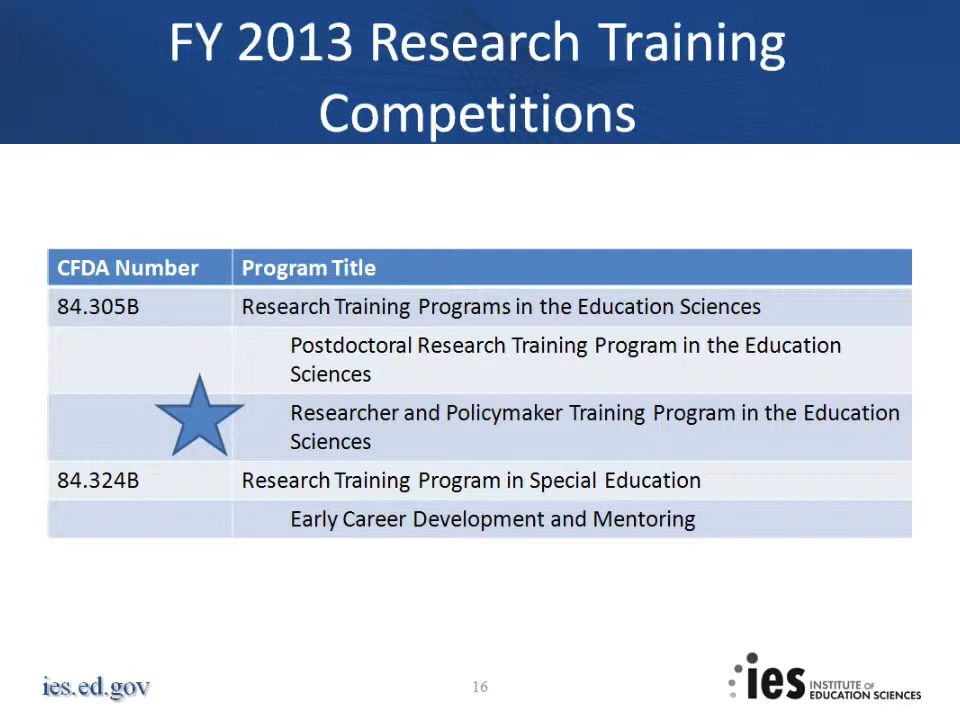 FY 2013 Research Training
Competitions
CFDA Number Program Title
84.305B Research Training Programs in the Education Sciences
Postdoctoral Research Training Program in the Education
Sciences
Researcher and Policymaker Training Program in the Education
Sciences
84.324B Research Training Program in Special Education
Early Career Development and Mentoring
ies.ed.gov
16
ies INSTITUTE OF
EDUCATION SCIENCES